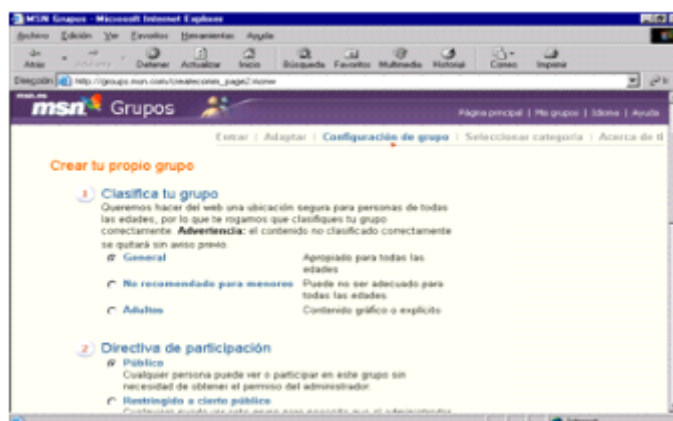 MSN Grupos - Microsoft Internet Explorer
Archivo Edición Ver Favoritos Herramientas Ayuda
Atrás Adelante Detener Actualizar Inicio Búsqueda Favoritos Multimedia Historial Correo Imprimir
Dirección
msn.es
msn Grupos
Página principal | Mis grupos | Idioma | Ayuda
Entrar | Adaptar | Configuración de grupo | Seleccionar categoría | Acerca de ti
Crear tu propio grupo
1 Clasifica tu grupo
Queremos hacer del web una ubicación segura para personas de todas
las edades, por lo que te rogamos que clasifiques tu grupo
correctamente. Advertencia: el contenido no clasificado correctamente
se quitará sin aviso previo.
General Apropiado para todas las
edades
No recomendado para menores Puede no ser adecuado para
todas las edades
Adultos Contenido gráfico o explícito
2 Directiva de participación
Público
Cualquier persona puede ver o participar en este grupo sin
necesidad de obtener el permiso del administrador.
Restringido a cierto público